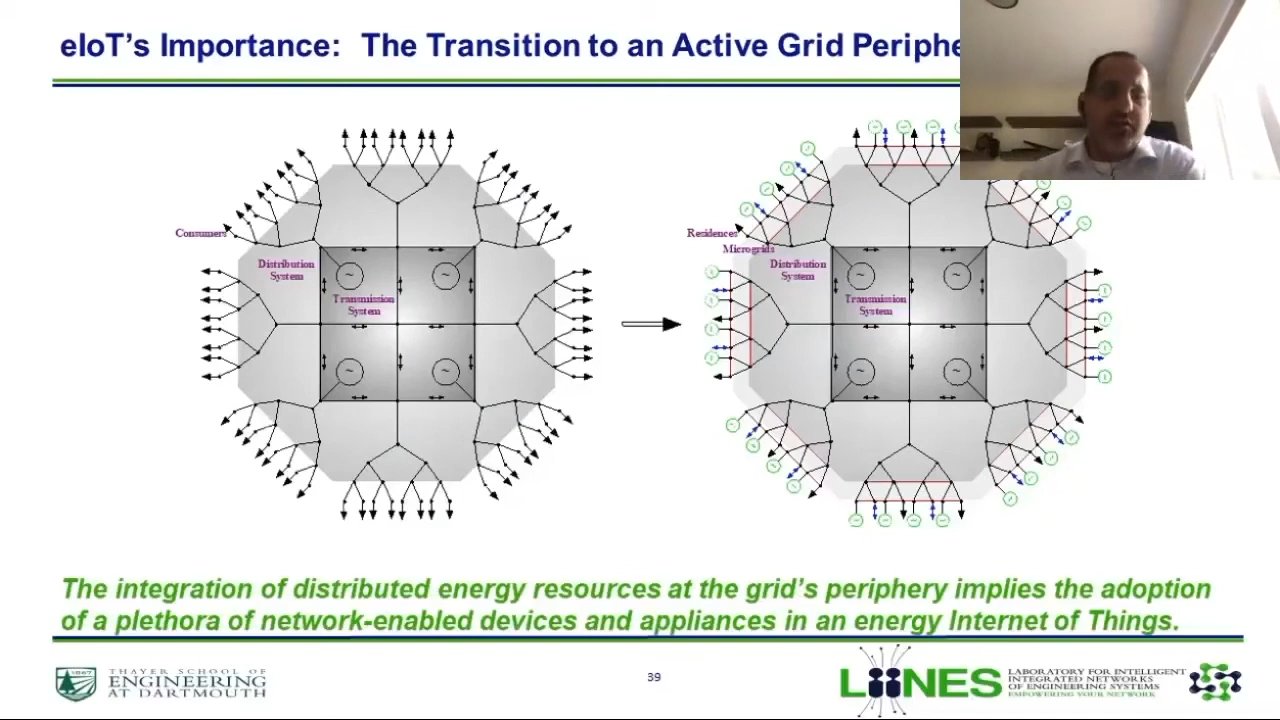 eIoT's Importance: The Transition to an Active Grid Periphe
Consumers
Distribution
System
Transmission
System
Residences
Microgrids
Distribution
System
Transmission
System
The integration of distributed energy resources at the grid's periphery implies the adoption
of a plethora of network-enabled devices and appliances in an energy Internet of Things.
1867
THAYER SCHOOL OF
ENGINEERING
AT DARTMOUTH
39
LIINES
LABORATORY FOR INTELLIGENT
INTEGRATED NETWORKS
OF ENGINEERING SYSTEMS
EMPOWERING YOUR NETWORK